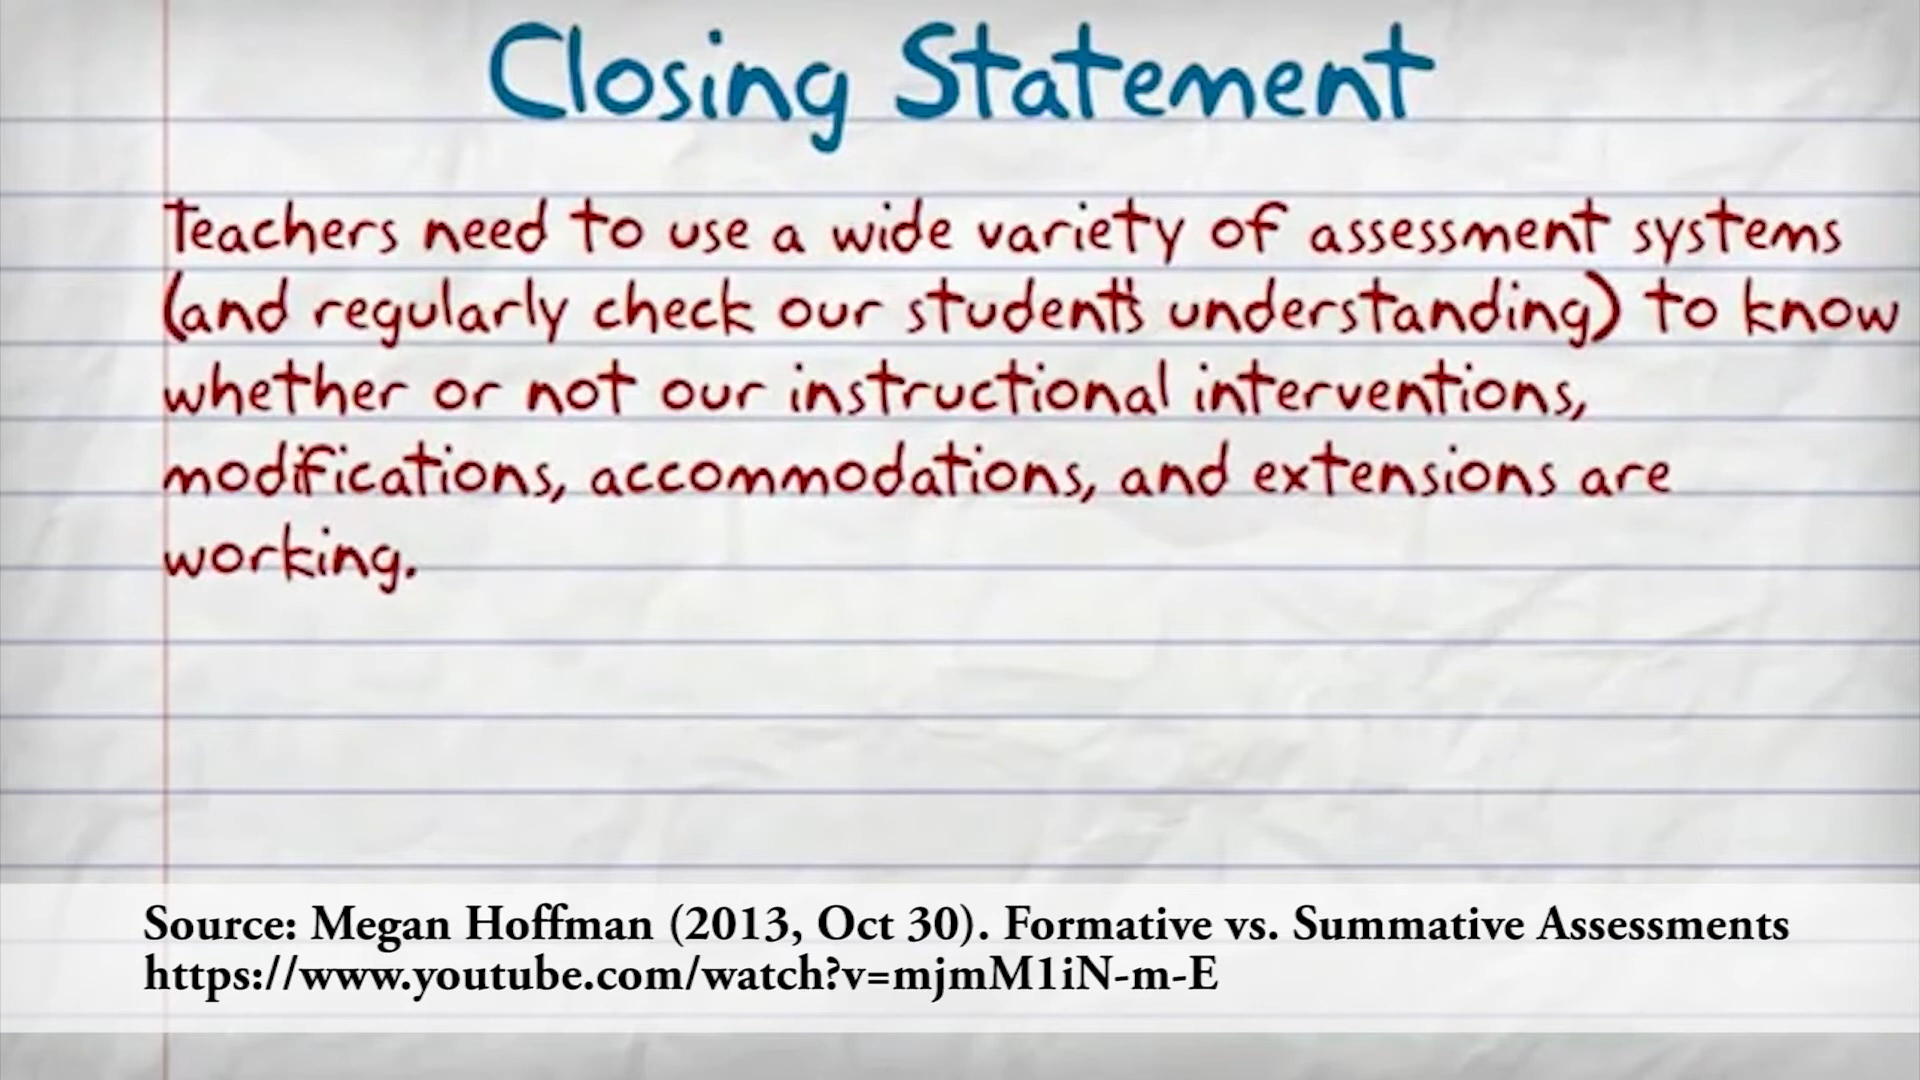 Closing Statement
Teachers need to use a wide variety of assessment systems
(and regularly check our student's understanding) to know
whether or not our instructional interventions,
modifications, accommodations, and extensions are
working.
Source: Megan Hoffman (2013, Oct 30). Formative vs. Summative Assessments
https://www.youtube.com/watch?v=mjmM1iN-m-E